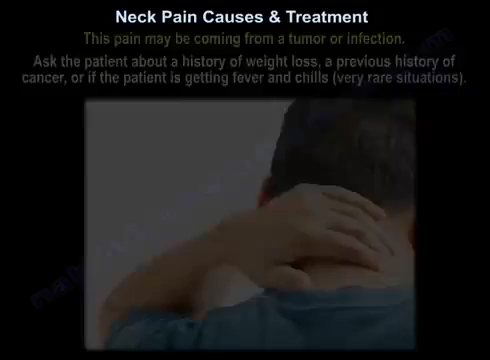 Neck Pain Causes & Treatment
This pain may be coming from a tumor or infection.
Ask the patient about a history of weight loss, a previous history of
cancer, or if the patient is getting fever and chills (very rare situations).